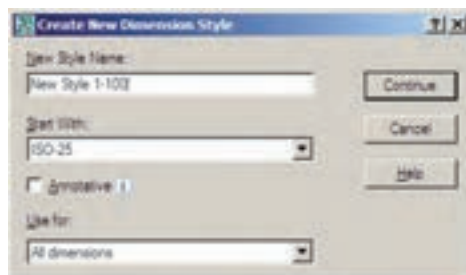 Create New Dimension Style
New Style Name:
New Style 1-100
Continue
Start With:
ISO-25
Cancel
Annotative
Help
Use for:
All dimensions